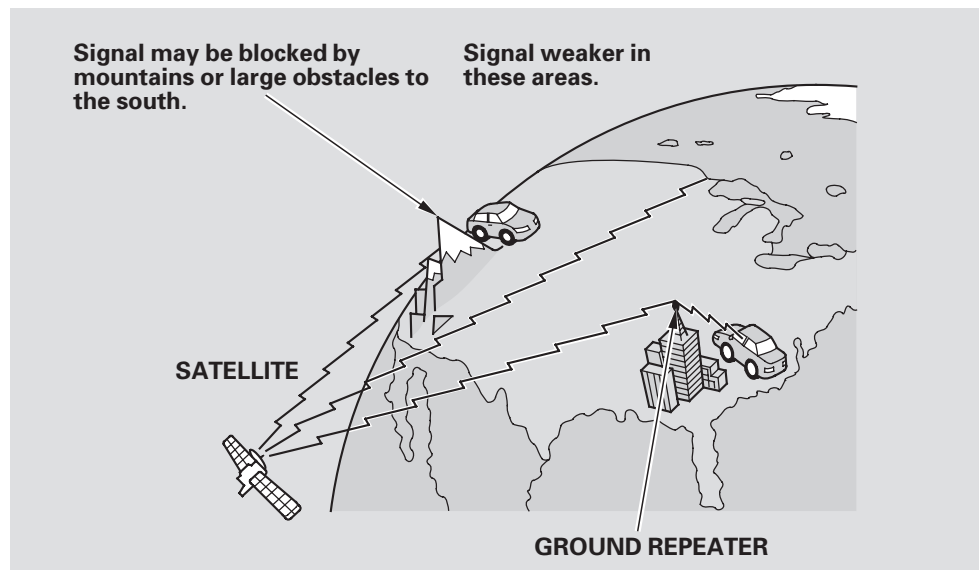 Signal may be blocked by
mountains or large obstacles to
the south.
Signal weaker in
these areas.
SATELLITE
GROUND REPEATER